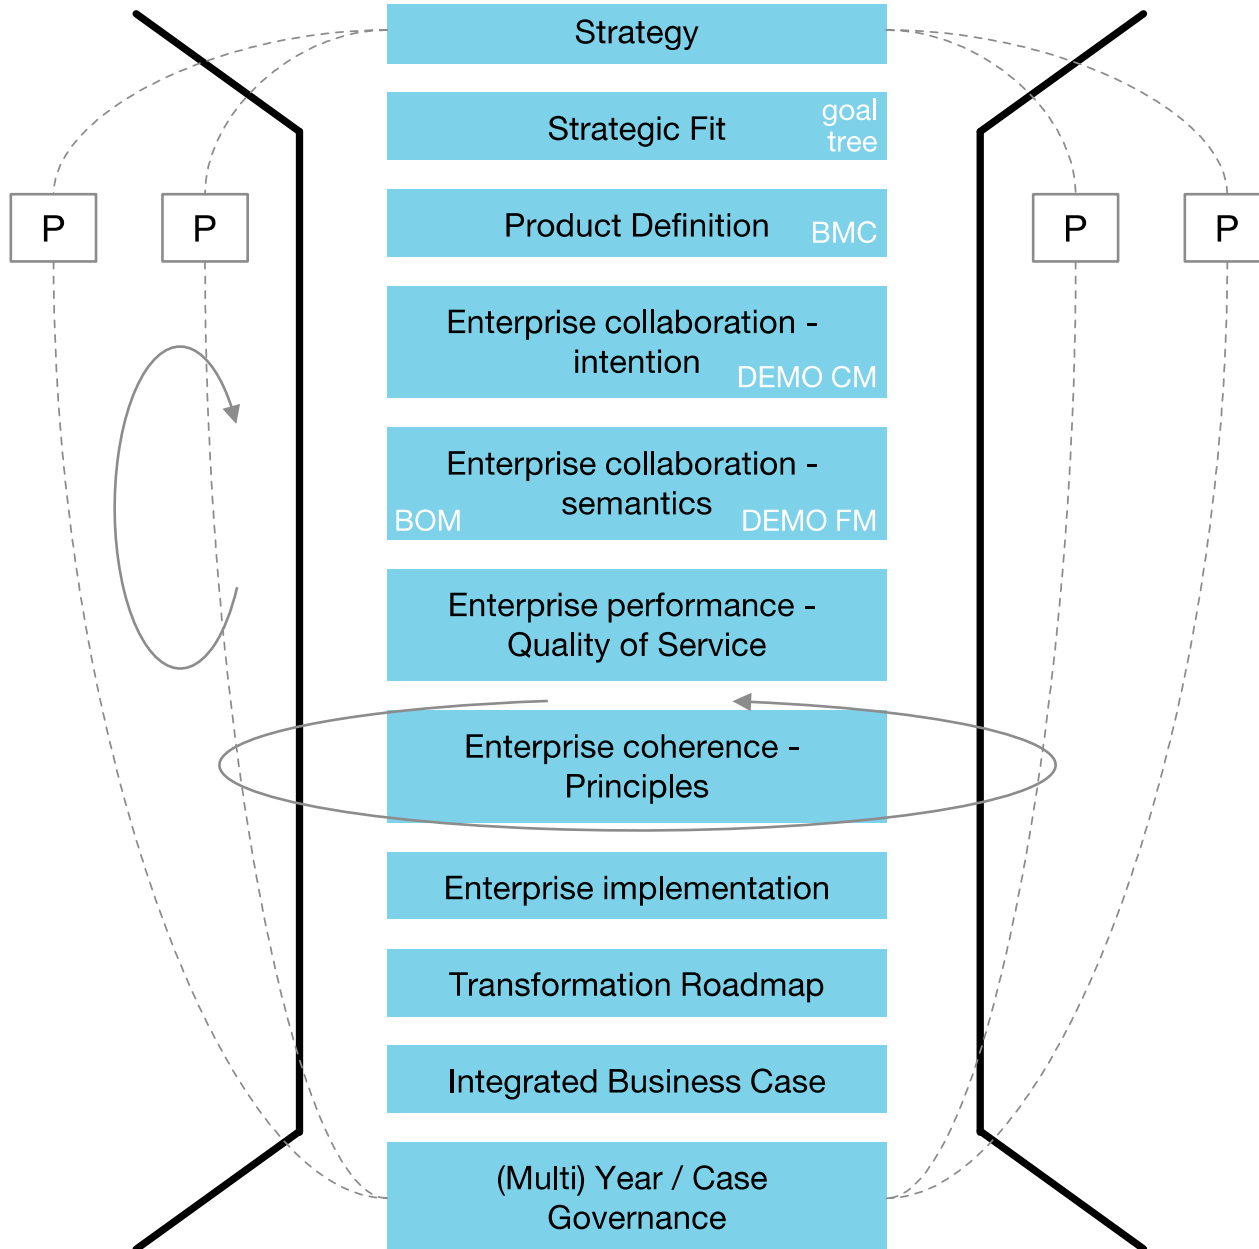 Strategy
Strategic Fit
goal
tree
P
P
Product Definition
BMC
P
P
Enterprise collaboration -
intention
DEMO CM
Enterprise collaboration -
semantics
BOM
DEMO FM
Enterprise performance -
Quality of Service
Enterprise coherence -
Principles
Enterprise implementation
Transformation Roadmap
Integrated Business Case
(Multi) Year / Case
Governance